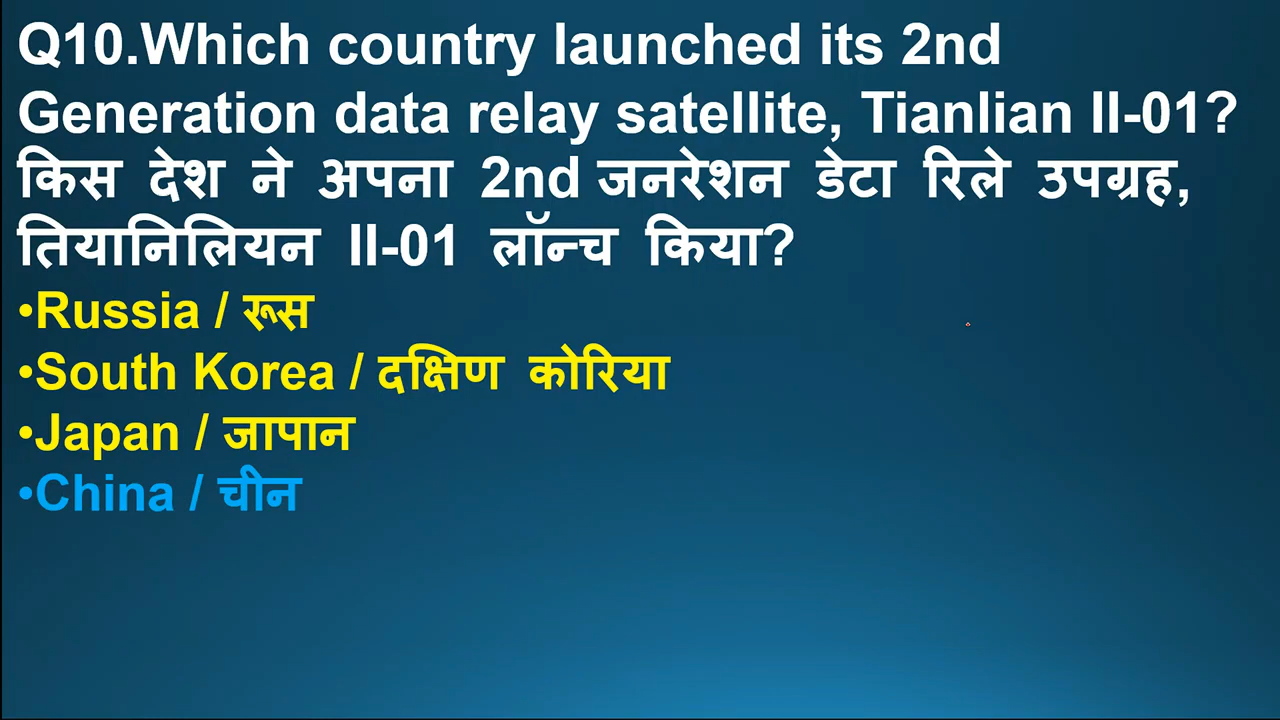 Q10.Which country launched its 2nd
Generation data relay satellite, Tianlian II-01?
किस देश ने अपना 2nd जनरेशन डेटा रिले उपग्रह,
तियानिलियन II-01 लॉन्च किया?
•Russia / रूस
•South Korea / दक्षिण कोरिया
•Japan / जापान
•China / चीन